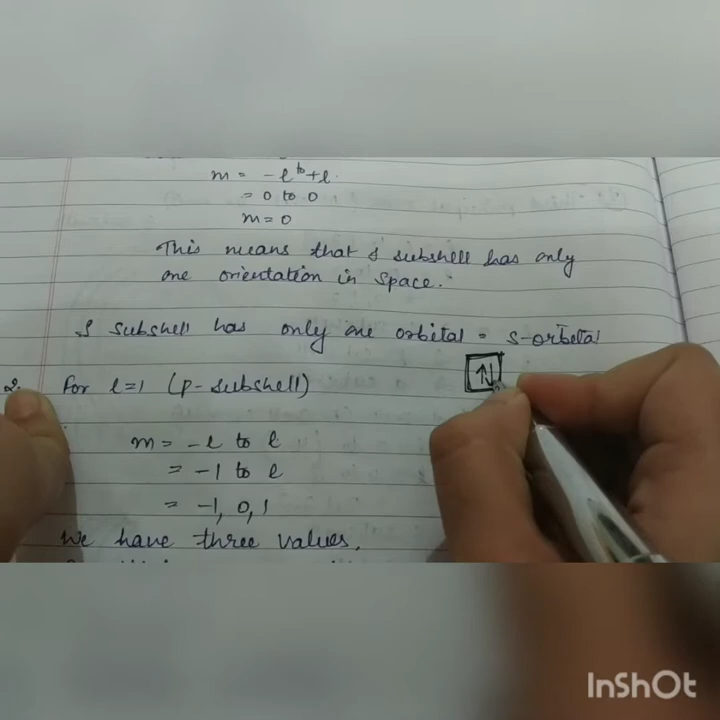 m = -l to +l.
= 0 to 0
m = 0
This means that s subshell has only
one orientation in space.
S subshell has only one orbital = s-orbital
2. For l=1 (p-subshell)
m = -l to l
= -1 to l
= -1, 0, 1
We have three values,
InShOt